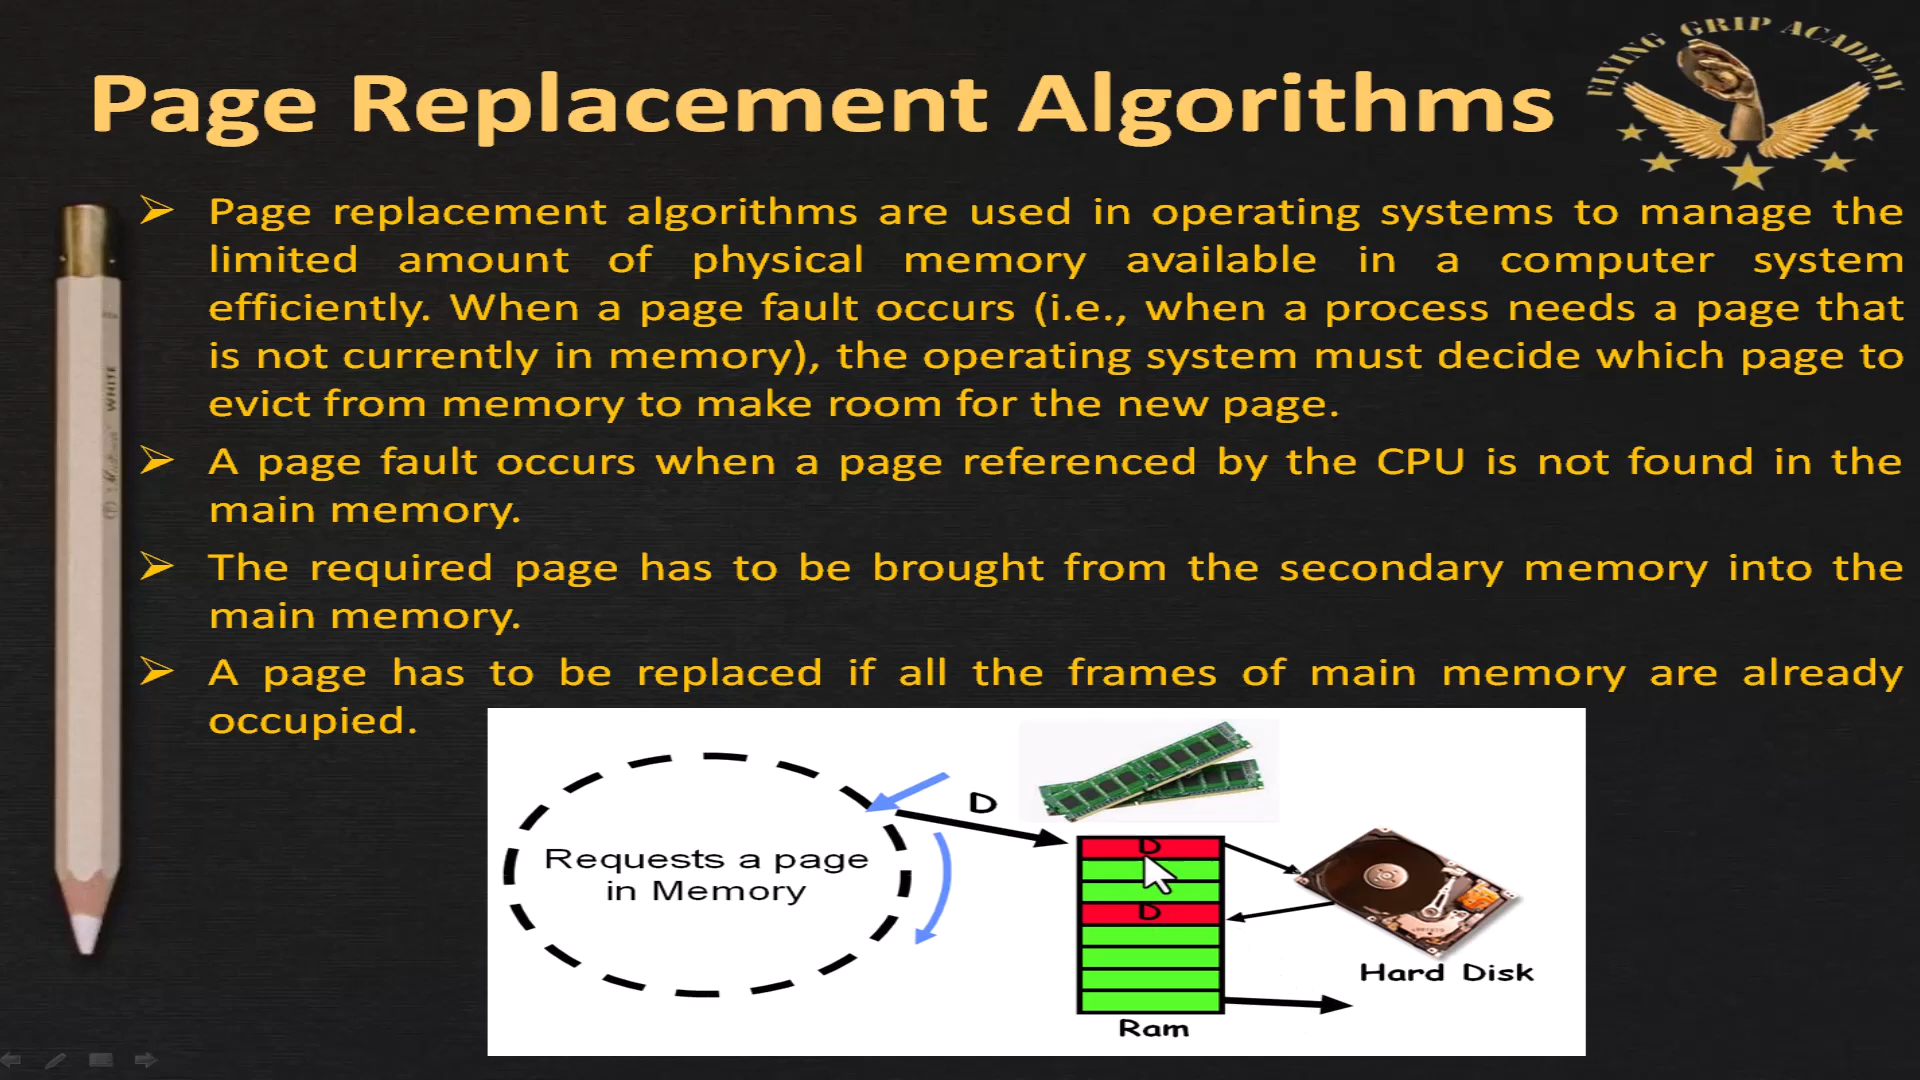 FLYING GRIP ACADEMY
Page Replacement Algorithms
Page replacement algorithms are used in operating systems to manage the
limited amount of physical memory available in a computer system
efficiently. When a page fault occurs (i.e., when a process needs a page that
is not currently in memory), the operating system must decide which page to
evict from memory to make room for the new page.
A page fault occurs when a page referenced by the CPU is not found in the
main memory.
The required page has to be brought from the secondary memory into the
main memory.
A page has to be replaced if all the frames of main memory are already
occupied.
WHITE
D
Requests a page
in Memory
D
D
Hard Disk
Ram